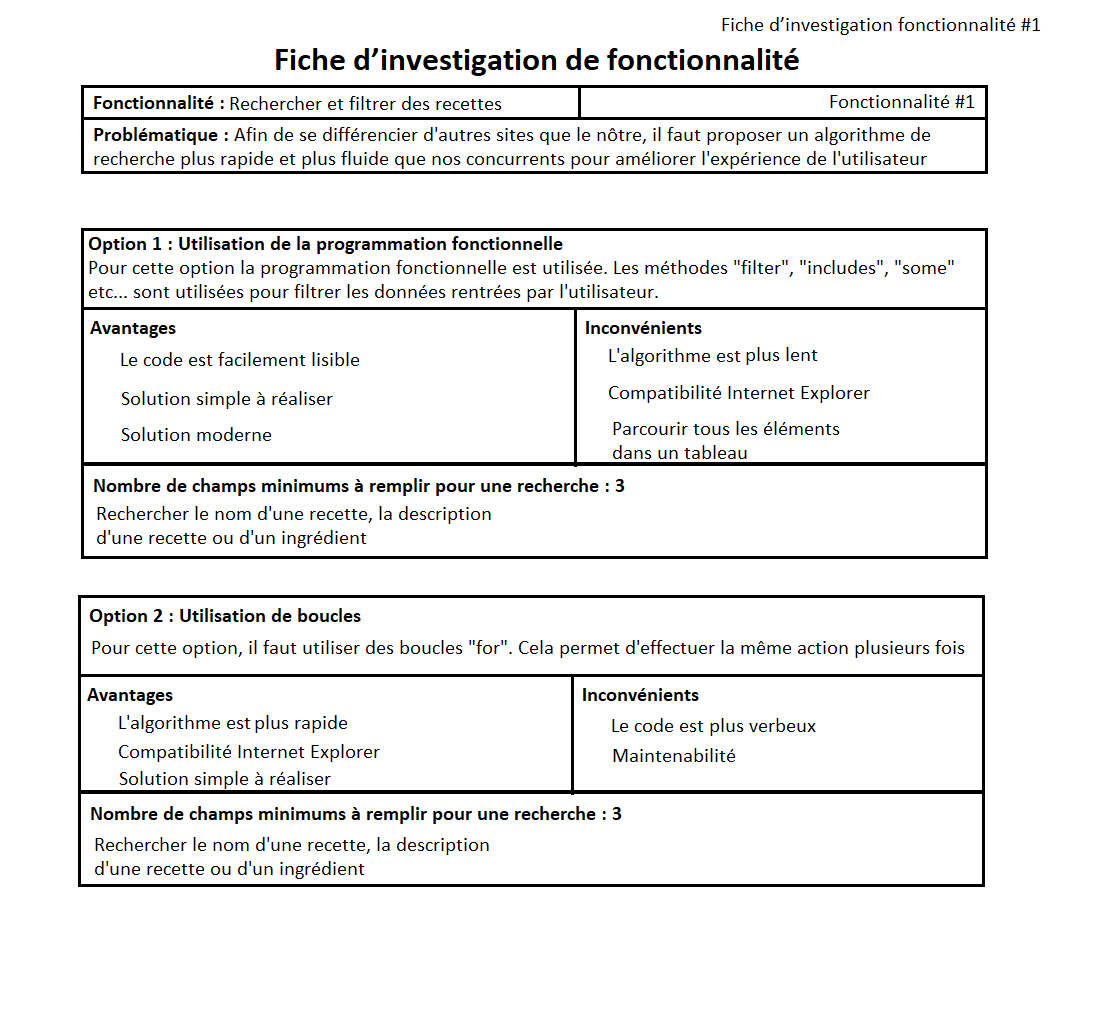 Fiche d’investigation fonctionnalité #1
Fiche d’investigation de fonctionnalité
Fonctionnalité : Rechercher et filtrer des recettes
Fonctionnalité #1
Problématique : Afin de se différencier d'autres sites que le nôtre, il faut proposer un algorithme de
recherche plus rapide et plus fluide que nos concurrents pour améliorer l'expérience de l'utilisateur
Option 1 : Utilisation de la programmation fonctionnelle
Pour cette option la programmation fonctionnelle est utilisée. Les méthodes "filter", "includes", "some"
etc... sont utilisées pour filtrer les données rentrées par l'utilisateur.
Avantages
Le code est facilement lisible
Solution simple à réaliser
Solution moderne
Inconvénients
L'algorithme est plus lent
Compatibilité Internet Explorer
Parcourir tous les éléments
dans un tableau
Nombre de champs minimums à remplir pour une recherche : 3
Rechercher le nom d'une recette, la description
d'une recette ou d'un ingrédient
Option 2 : Utilisation de boucles
Pour cette option, il faut utiliser des boucles "for". Cela permet d'effectuer la même action plusieurs fois
Avantages
L'algorithme est plus rapide
Compatibilité Internet Explorer
Solution simple à réaliser
Inconvénients
Le code est plus verbeux
Maintenabilité
Nombre de champs minimums à remplir pour une recherche : 3
Rechercher le nom d'une recette, la description
d'une recette ou d'un ingrédient